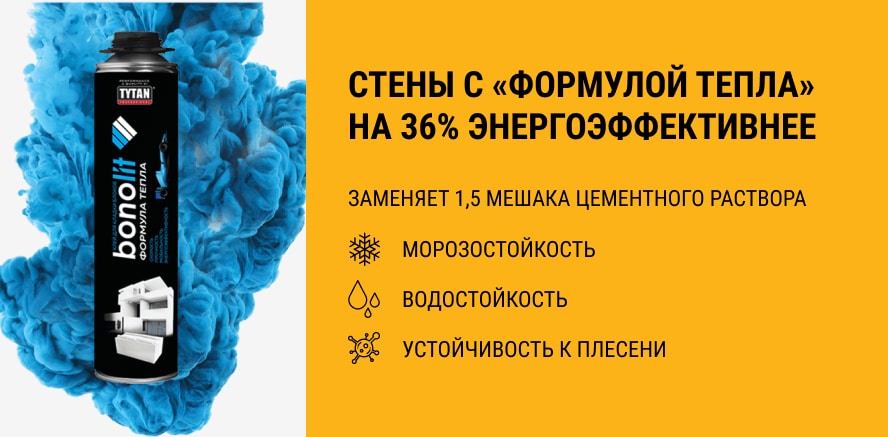 TYTAN
PROFESSIONAL
bonolit
ФОРМУЛА ТЕПЛА
СТЕНЫ С «ФОРМУЛОЙ ТЕПЛА»
НА 36% ЭНЕРГОЭФФЕКТИВНЕЕ
ЗАМЕНЯЕТ 1,5 МЕШАКА ЦЕМЕНТНОГО РАСТВОРА
МОРОЗОСТОЙКОСТЬ
ВОДОСТОЙКОСТЬ
УСТОЙЧИВОСТЬ К ПЛЕСЕНИ